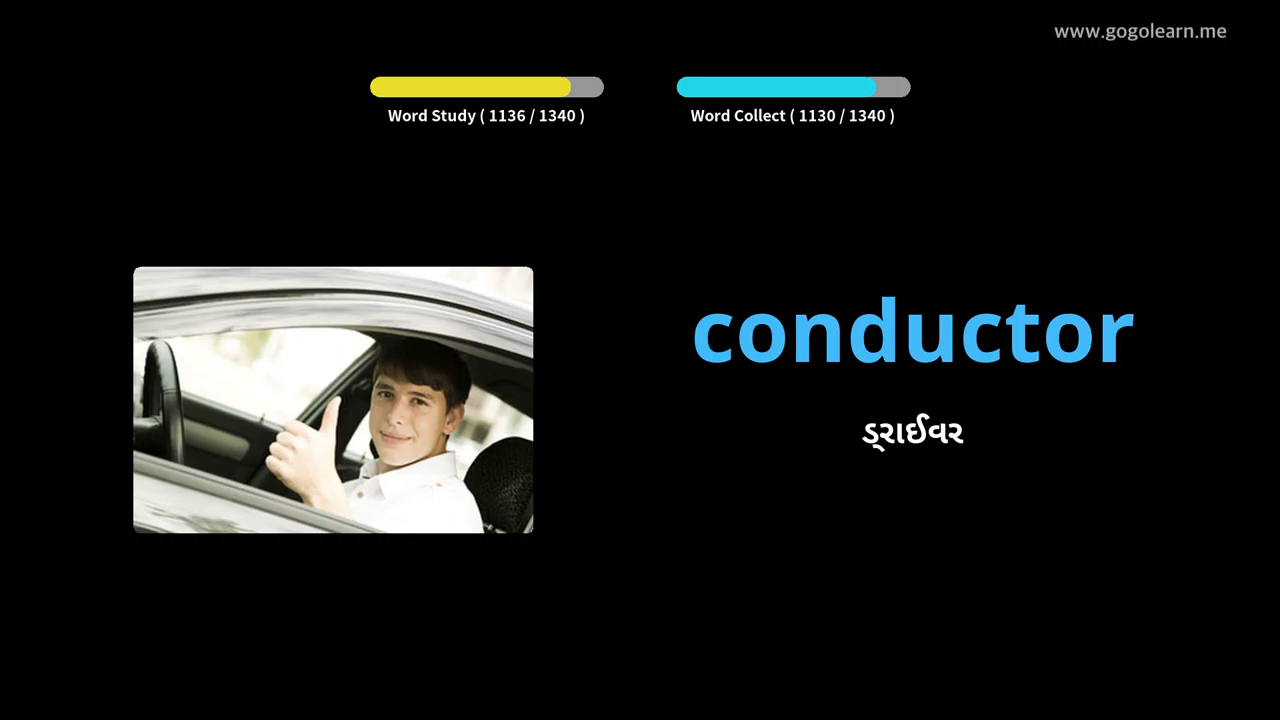 www.gogolearn.me
Word Study ( 1136 / 1340 )
Word Collect ( 1130 / 1340 )
conductor
ડ્રાઈવર